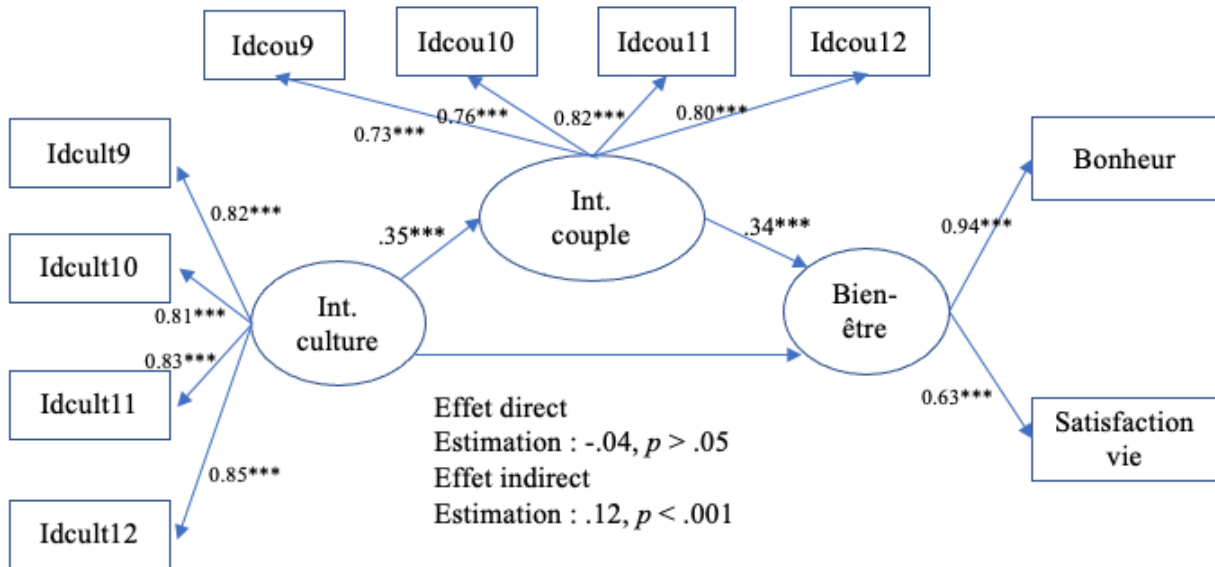 Idcou9
Idcou10
Idcou11
Idcou12
0.73***
0.76***
0.82***
0.80***
Idcult9
Idcult10
Idcult11
Idcult12
0.82***
0.81***
0.83***
0.85***
Int.
culture
.35***
Int.
couple
.34***
Bien-
être
0.94***
0.63***
Bonheur
Satisfaction
vie
Effet direct
Estimation : -.04, p > .05
Effet indirect
Estimation : .12, p < .001